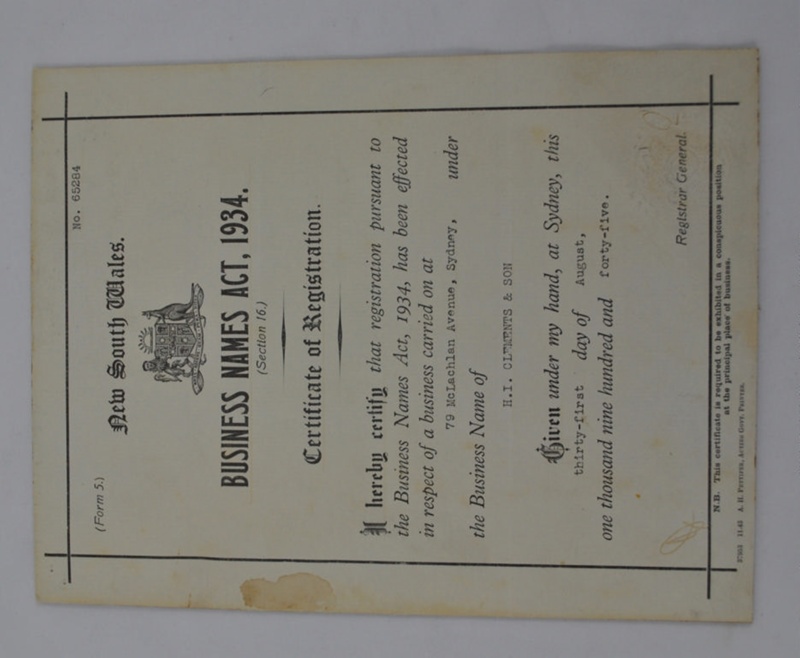 (Form 5.)
No. 65284
New South Wales.
BUSINESS NAMES ACT, 1934.
(Section 16.)
Certificate of Registration.
I hereby certify that registration pursuant to
the Business Names Act, 1934, has been effected
in respect of a business carried on at
79 McLachlan Avenue, Sydney, under
the Business Name of
H.I. CLEMENTS & SON
Given under my hand, at Sydney, this
thirty-first day of August,
one thousand nine hundred and forty-five.
Registrar General.
N.B. This certificate is required to be exhibited in a conspicuous position
at the principal place of business.